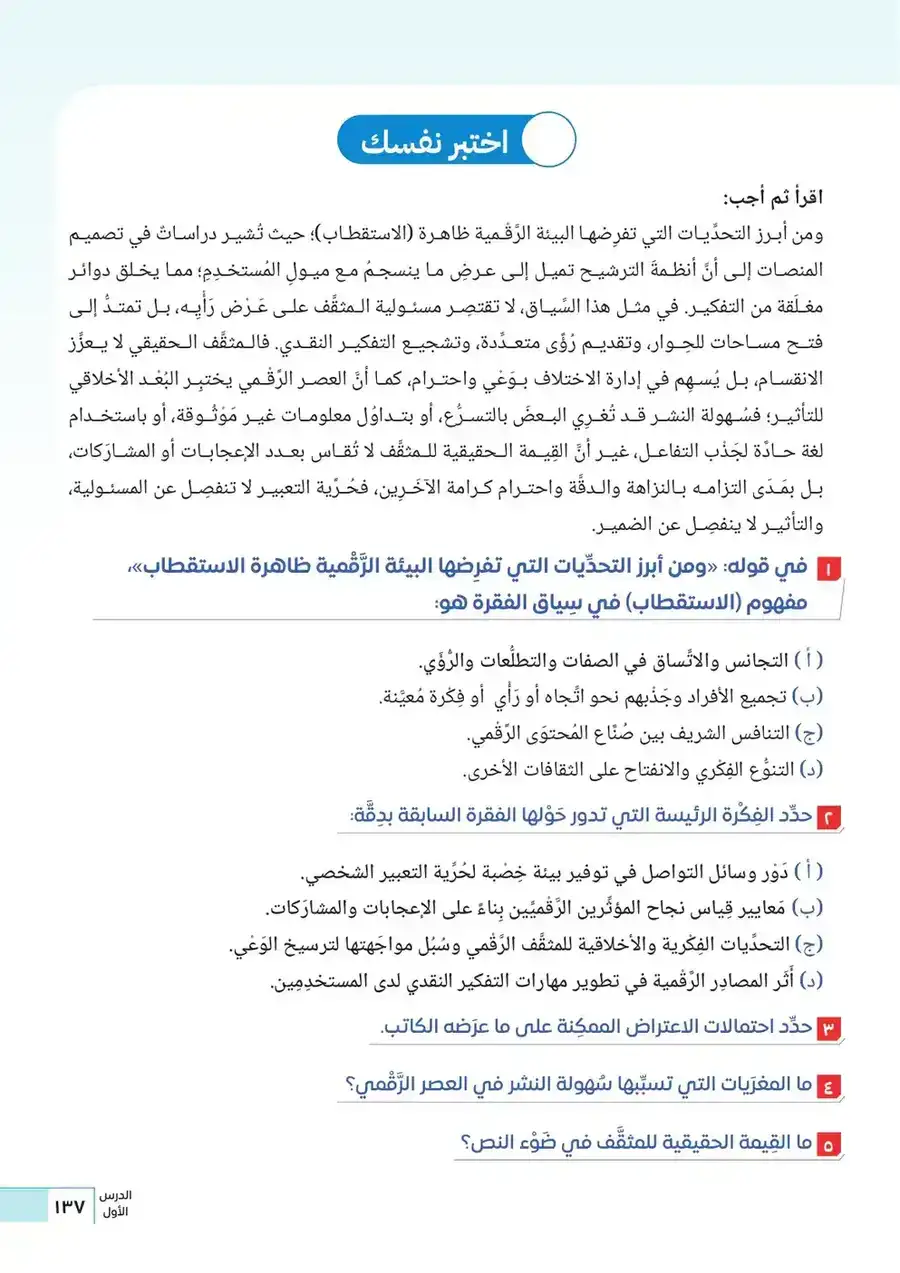 اختبر نفسك
اقرأ ثم أجب:
ومن أبرز التحدِّيات التي تفرِضها البيئة الرَّقْمية ظاهرة (الاستقطاب)؛ حيث تُشير دراساتٌ في تصميم
المنصات إلى أنَّ أنظمةَ الترشيح تميل إلى عرضِ ما ينسجمُ مع ميولِ المُستخدِمِ؛ مما يخلق دوائر
مغلَقة من التفكير. في مثل هذا السِّياق، لا تقتصِر مسئولية المثقَّف على عَرْض رَأْيِه، بل تمتدُّ إلى
فتح مساحات للحِوار، وتقديم رُؤًى متعدِّدة، وتشجيع التفكير النقدي. فالمثقَّف الحقيقي لا يعزِّز
الانقسام، بل يُسهِم في إدارة الاختلاف بوَعْي واحترام، كما أنَّ العصر الرَّقْمي يختبِر البُعْد الأخلاقي
للتأثير؛ فسُهولة النشر قد تُغري البعضَ بالتسرُّع، أو بتداوُل معلومات غير مَوْثُوقة، أو باستخدام
لغة حادَّة لجَذْب التفاعل، غير أنَّ القِيمة الحقيقية للمثقَّف لا تُقاس بعدد الإعجابات أو المشارَكات،
بل بمَدَى التزامه بالنزاهة والدقَّة واحترام كرامة الآخَرِين، فحُرِّية التعبير لا تنفصِل عن المسئولية،
والتأثير لا ينفصِل عن الضمير.
١ في قوله: «ومن أبرز التحدِّيات التي تفرِضها البيئة الرَّقْمية ظاهرة الاستقطاب»،
مفهوم (الاستقطاب) في سِياق الفقرة هو:
(أ) التجانس والاتِّساق في الصفات والتطلُّعات والرُّؤَي.
(ب) تجميع الأفراد وجَذْبهم نحو اتَّجاه أو رَأْي أو فِكْرة مُعيَّنة.
(ج) التنافس الشريف بين صُنَّاع المُحتوَى الرَّقْمي.
(د) التنوُّع الفِكْري والانفتاح على الثقافات الأخرى.
٢ حدِّد الفِكْرة الرئيسة التي تدور حَوْلها الفقرة السابقة بدِقَّة:
(أ) دَوْر وسائل التواصل في توفير بيئة خِصْبة لحُرِّية التعبير الشخصي.
(ب) مَعايير قِياس نجاح المؤثِّرين الرَّقْميِّين بِناءً على الإعجابات والمشارَكات.
(ج) التحدِّيات الفِكْرية والأخلاقية للمثقَّف الرَّقْمي وسُبُل مواجَهتها لترسيخ الوَعْي.
(د) أَثَر المصادِر الرَّقْمية في تطوير مهارات التفكير النقدي لدى المستخدِمِين.
٣ حدِّد احتمالات الاعتراض الممكِنة على ما عرَضه الكاتب.
٤ ما المغرَيات التي تسبِّبها سُهولة النشر في العصر الرَّقْمي؟
٥ ما القِيمة الحقيقية للمثقَّف في ضَوْء النص؟
الدرس
الأول
١٣٧